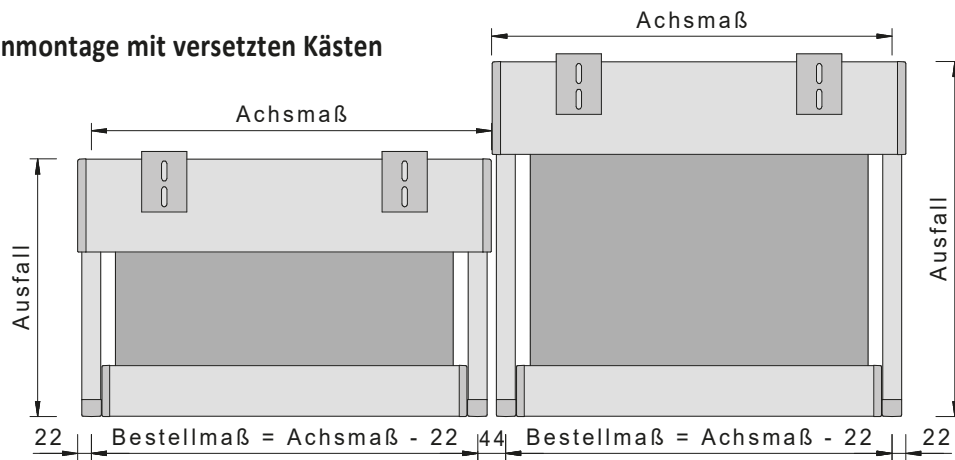 nmontage mit versetzten Kästen
Achsmaß
Achsmaß
Ausfall
Ausfall
22 Bestellmaß = Achsmaß - 22 44 Bestellmaß = Achsmaß - 22 22